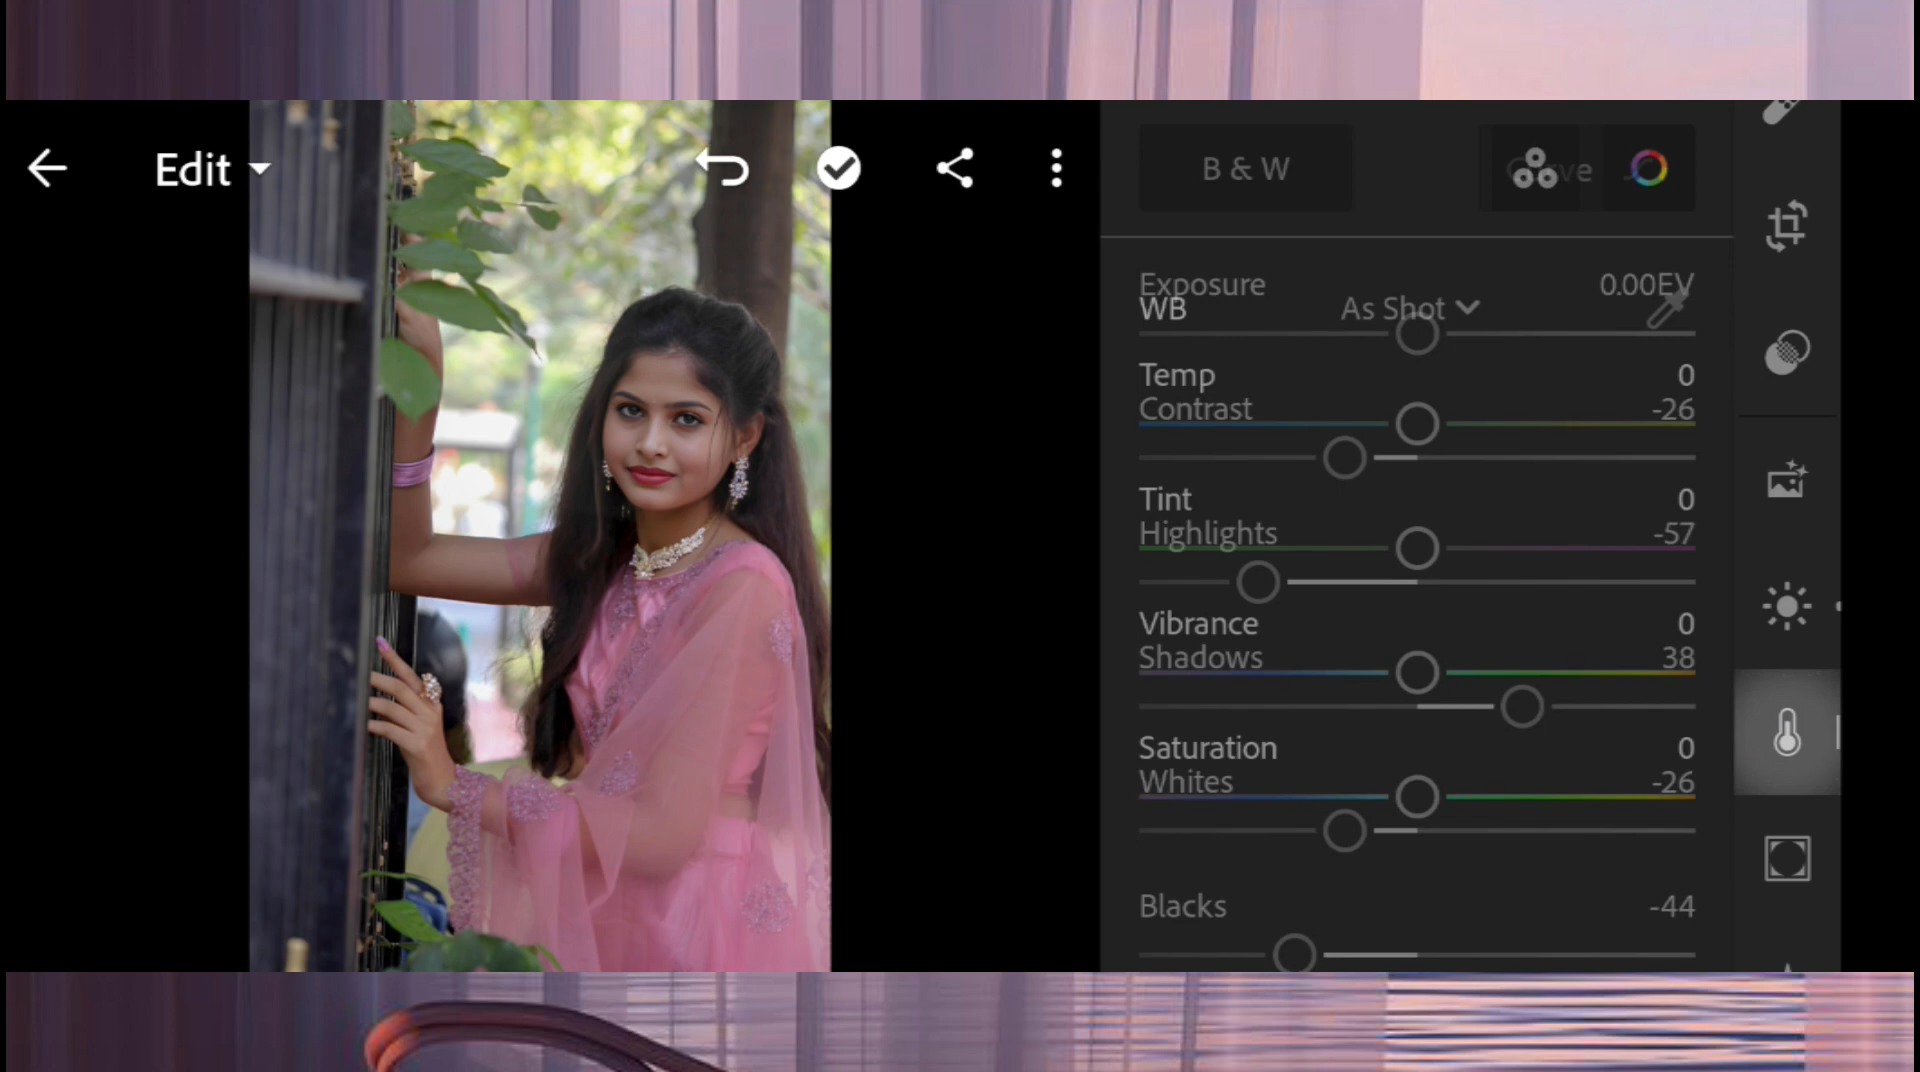 Edit
B & W
Curve
Exposure 0.00EV
WB As Shot
Temp 0
Contrast -26
Tint 0
Highlights -57
Vibrance 0
Shadows 38
Saturation 0
Whites -26
Blacks -44